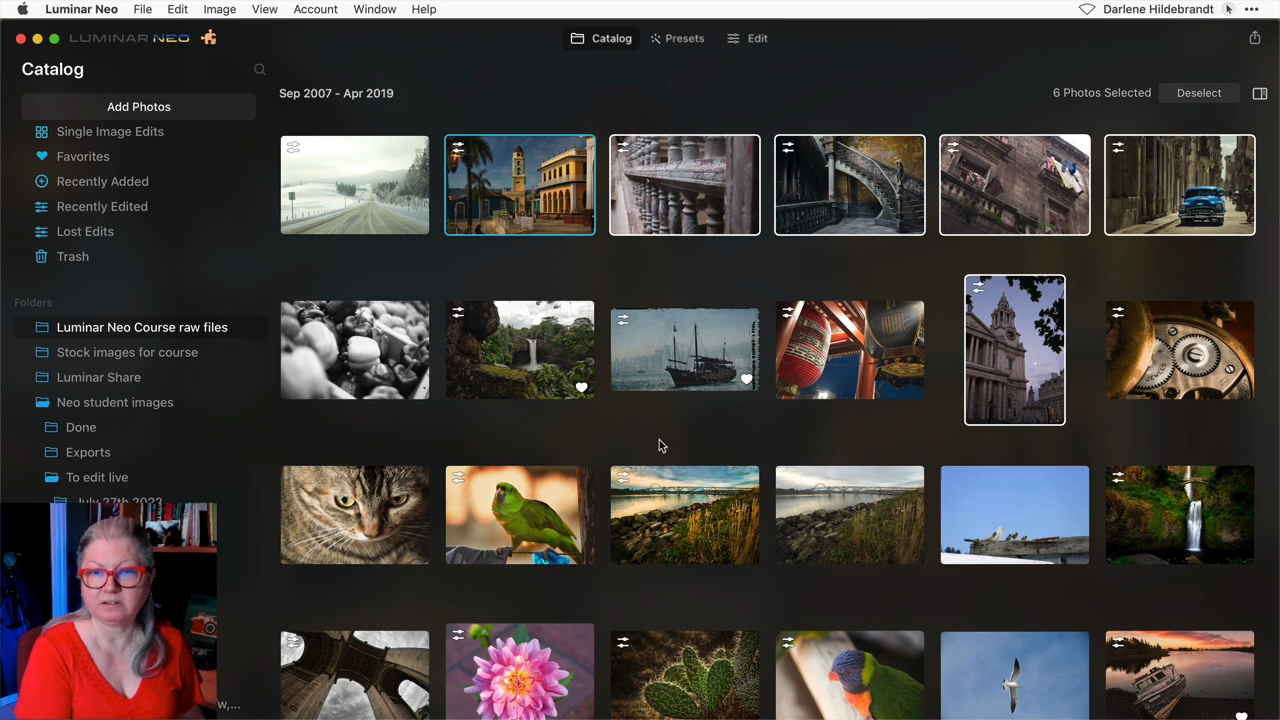 Luminar Neo File Edit Image View Account Window Help Darlene Hildebrandt
LUMINAR NEO Catalog Presets Edit
Catalog
Add Photos
Sep 2007 - Apr 2019 6 Photos Selected Deselect
Single Image Edits
Favorites
Recently Added
Recently Edited
Lost Edits
Trash
Folders
Luminar Neo Course raw files
Stock images for course
Luminar Share
Neo student images
Done
Exports
To edit live
July 27th 2023
w,...